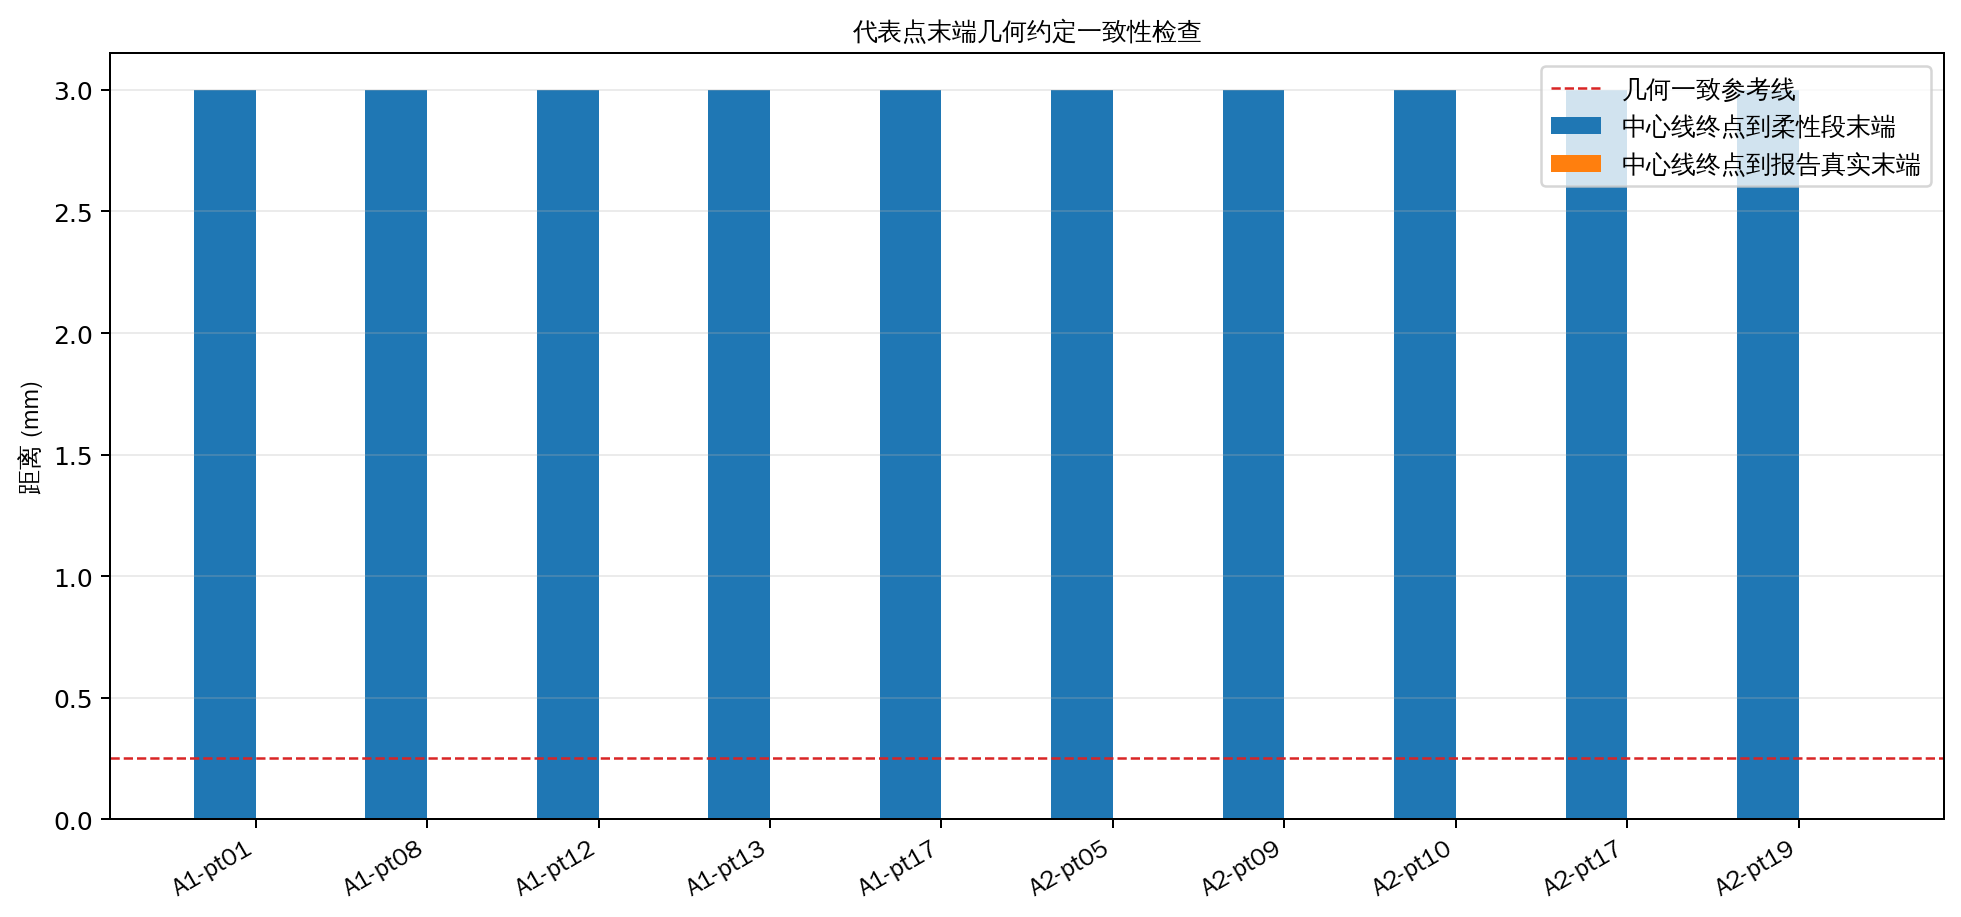 代表点末端几何约定一致性检查
几何一致参考线
中心线终点到柔性段末端
中心线终点到报告真实末端
距离 (mm)
3.0
2.5
2.0
1.5
1.0
0.5
0.0
A1-pt01
A1-pt08
A1-pt12
A1-pt13
A1-pt17
A2-pt05
A2-pt09
A2-pt10
A2-pt17
A2-pt19